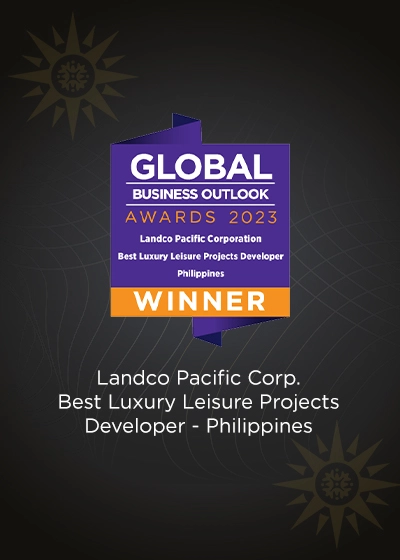 GLOBAL
BUSINESS OUTLOOK
AWARDS 2023
Landco Pacific Corporation
Best Luxury Leisure Projects Developer
Philippines
WINNER
Landco Pacific Corp.
Best Luxury Leisure Projects
Developer - Philippines